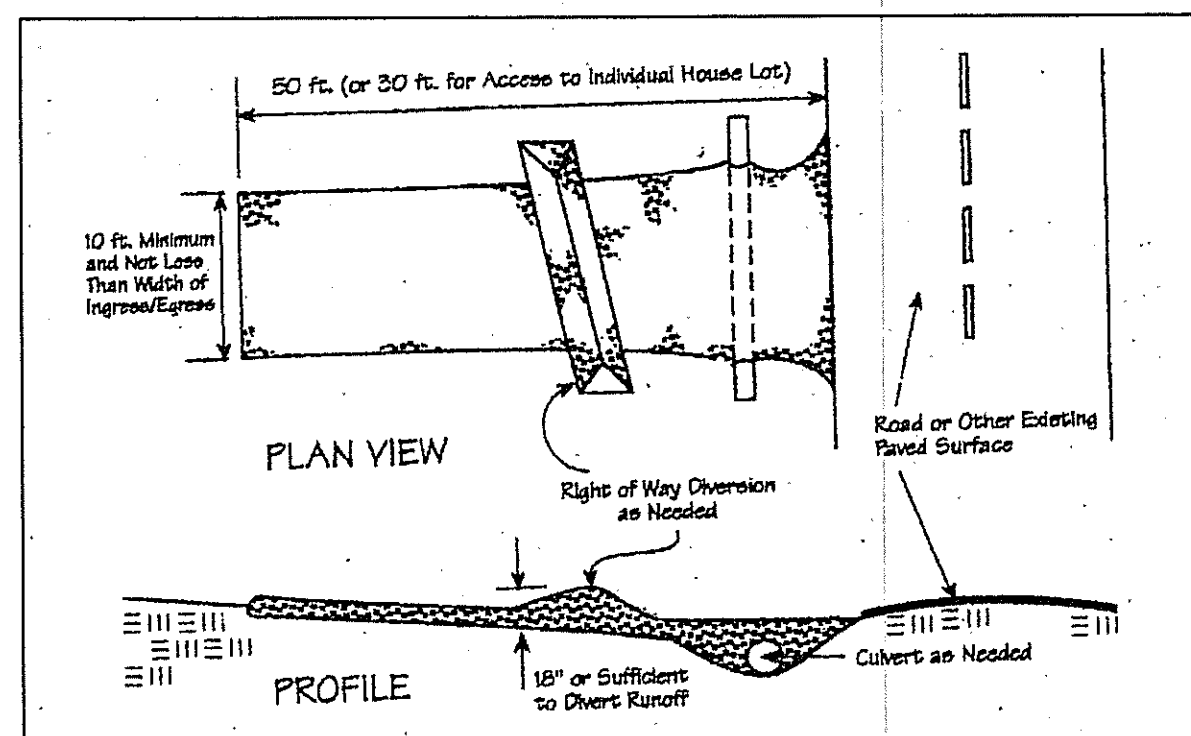 50 ft. (or 30 ft. for Access to Individual House Lot)
10 ft. Minimum
and Not Less
Than Width of
Ingress/Egress
PLAN VIEW
Right of Way Diversion
as Needed
Road or Other Existing
Paved Surface
PROFILE
18" or Sufficient
to Divert Runoff
Culvert as Needed